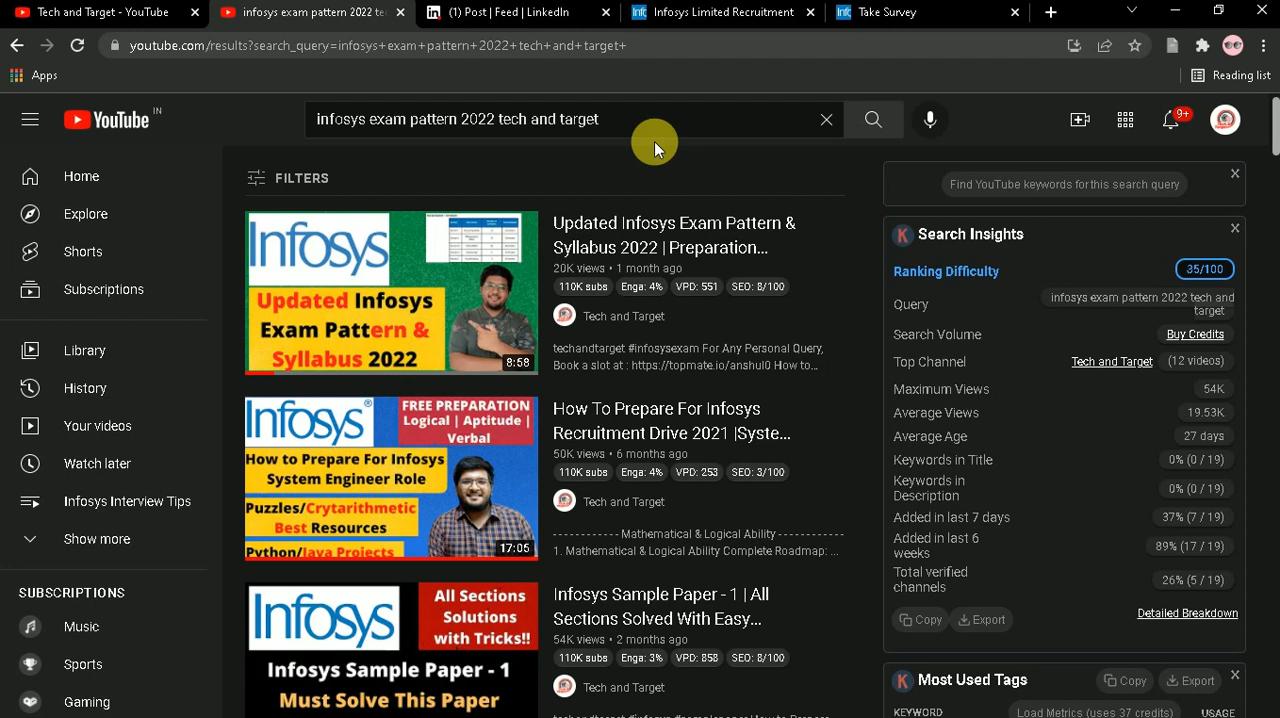 Tech and Target - YouTube
infosys exam pattern 2022 te
(1) Post | Feed | LinkedIn
Infosys Limited Recruitment
Take Survey
youtube.com/results?search_query=infosys+exam+pattern+2022+tech+and+target+
Apps
Reading list
YouTube IN
infosys exam pattern 2022 tech and target
9+
Home
Explore
Shorts
Subscriptions
Library
History
Your videos
Watch later
Infosys Interview Tips
Show more
SUBSCRIPTIONS
Music
Sports
Gaming
FILTERS
Infosys
Updated Infosys
Exam Pattern &
Syllabus 2022
8:58
Updated Infosys Exam Pattern &
Syllabus 2022 | Preparation...
20K views • 1 month ago
110K subs Enga: 4% VPD: 551 SEO: 8/100
Tech and Target
techandtarget #infosysexam For Any Personal Query,
Book a slot at : https://topmate.io/anshul0 How to...
Infosys®
FREE PREPARATION
Logical | Aptitude |
Verbal
How to Prepare For Infosys
System Engineer Role
Puzzles/Crytarithmetic
Best Resources
Python/Java Projects
17:05
How To Prepare For Infosys
Recruitment Drive 2021 |Syste...
50K views • 6 months ago
110K subs Enga: 4% VPD: 253 SEO: 3/100
Tech and Target
------------ Mathematical & Logical Ability ------------
1. Mathematical & Logical Ability Complete Roadmap: ...
Infosys
All Sections
Solutions
with Tricks!!
Infosys Sample Paper - 1
Must Solve This Paper
Infosys Sample Paper - 1 | All
Sections Solved With Easy...
54K views • 2 months ago
110K subs Enga: 3% VPD: 858 SEO: 8/100
Tech and Target
Find YouTube keywords for this search query
Search Insights
Ranking Difficulty 35/100
Query infosys exam pattern 2022 tech and
target
Search Volume Buy Credits
Top Channel Tech and Target (12 videos)
Maximum Views 54K
Average Views 19.53K
Average Age 27 days
Keywords in Title 0% (0 / 19)
Keywords in
Description 0% (0 / 19)
Added in last 7 days 37% (7 / 19)
Added in last 6
weeks 89% (17 / 19)
Total verified
channels 26% (5 / 19)
Copy Export Detailed Breakdown
Most Used Tags Copy Export
KEYWORD Load Metrics (uses 37 credits) USAGE